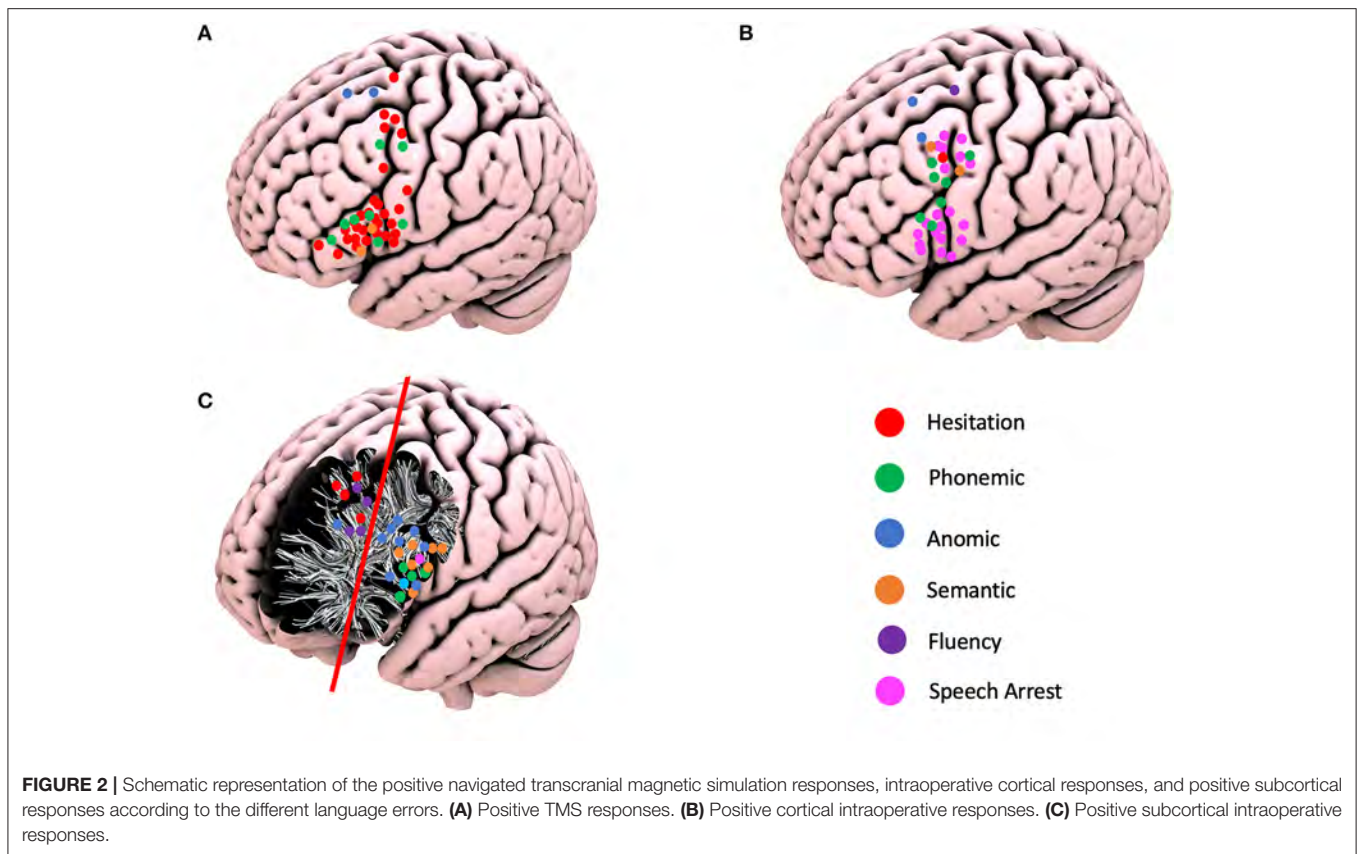 A
B
C
Hesitation
Phonemic
Anomic
Semantic
Fluency
Speech Arrest
FIGURE 2 | Schematic representation of the positive navigated transcranial magnetic simulation responses, intraoperative cortical responses, and positive subcortical
responses according to the different language errors. (A) Positive TMS responses. (B) Positive cortical intraoperative responses. (C) Positive subcortical intraoperative
responses.